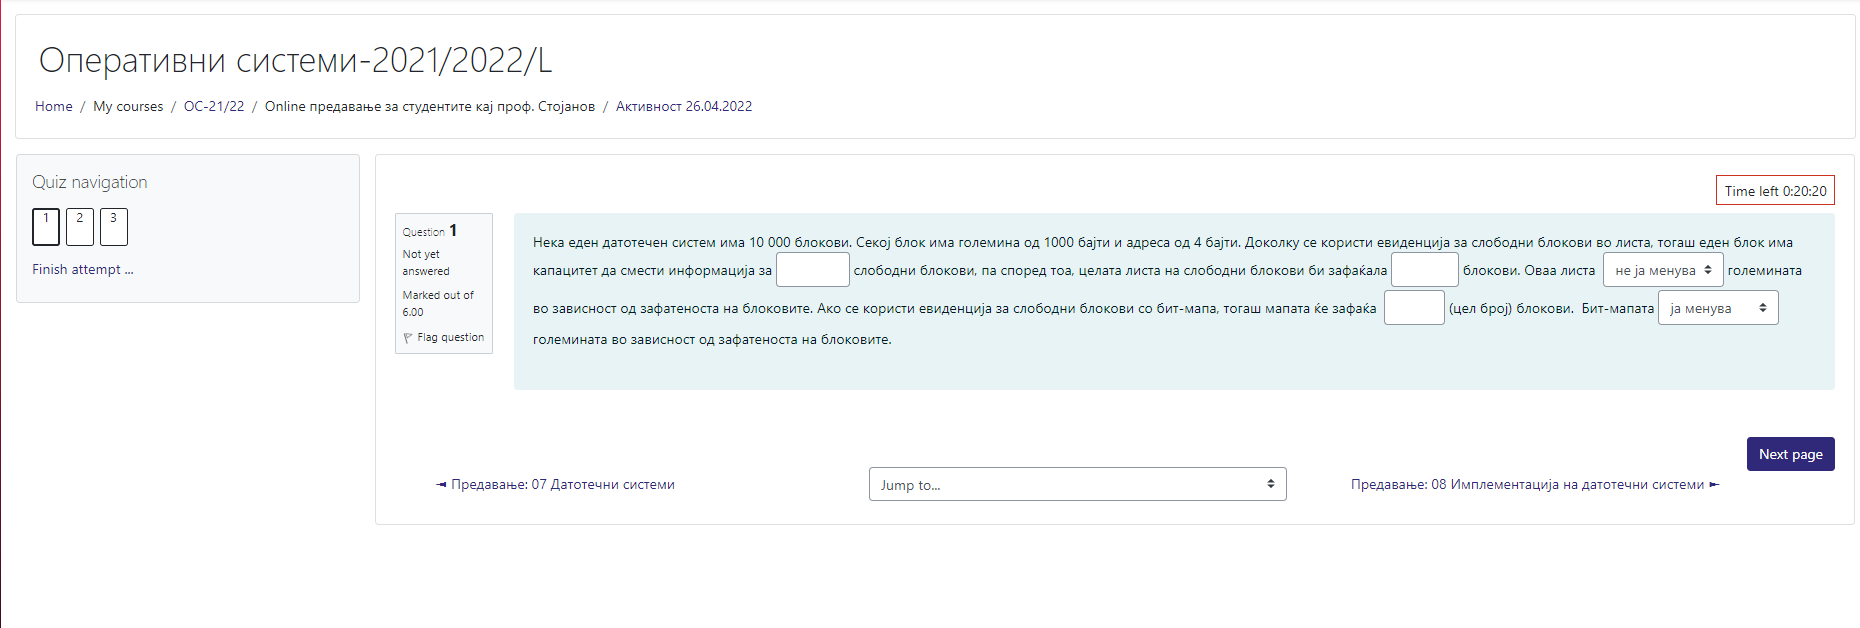 Оперативни системи-2021/2022/L
Home / My courses / ОС-21/22 / Online предавање за студентите кај проф. Стојанов / Активност 26.04.2022
Quiz navigation
1 2 3
Finish attempt ...
Time left 0:20:20
Question 1
Not yet
answered
Marked out of
6.00
Flag question
Нека еден датотечен систем има 10 000 блокови. Секој блок има големина од 1000 бајти и адреса од 4 бајти. Доколку се користи евиденција за слободни блокови во листа, тогаш еден блок има
капацитет да смести информација за слободни блокови, па според тоа, целата листа на слободни блокови би зафаќала блокови. Оваа листа не ја менува големината
во зависност од зафатеноста на блоковите. Ако се користи евиденција за слободни блокови со бит-мапа, тогаш мапата ќе зафаќа (цел број) блокови. Бит-мапата ја менува
големината во зависност од зафатеноста на блоковите.
Next page
◄ Предавање: 07 Датотечни системи
Jump to...
Предавање: 08 Имплементација на датотечни системи ►